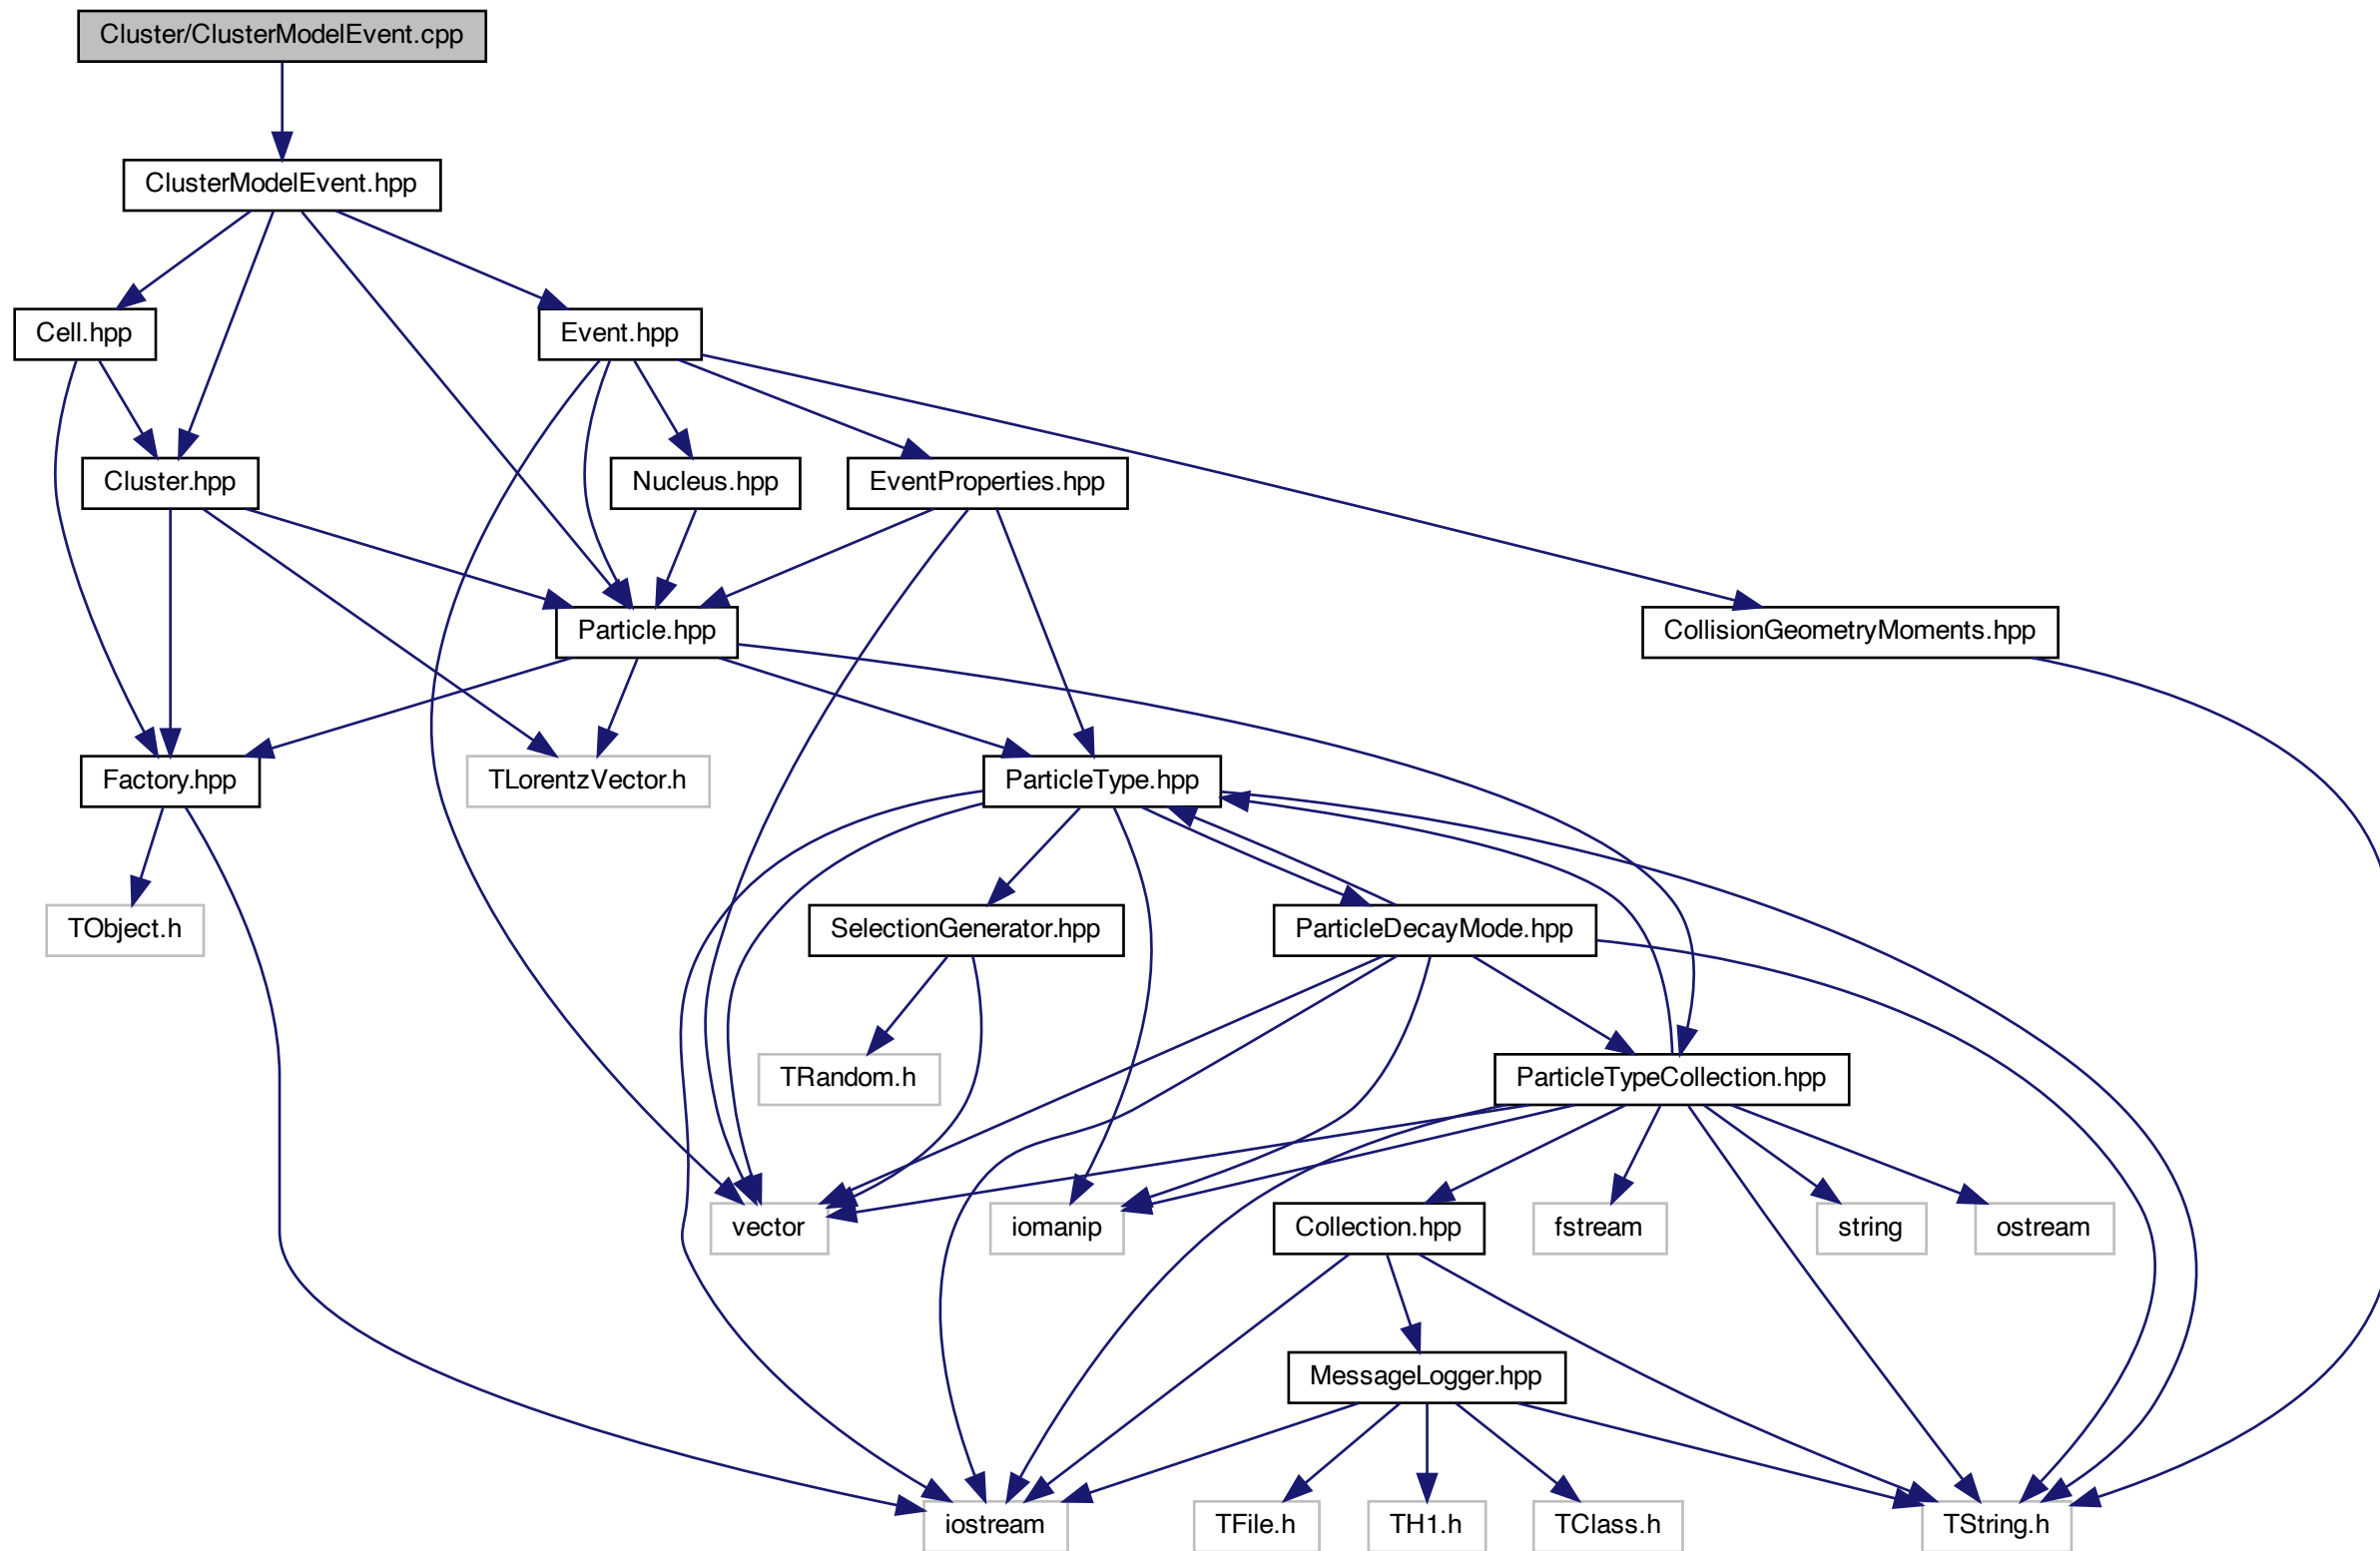 Cluster/ClusterModelEvent.cpp
ClusterModelEvent.hpp
Cell.hpp
Event.hpp
Cluster.hpp
Nucleus.hpp
EventProperties.hpp
Particle.hpp
CollisionGeometryMoments.hpp
Factory.hpp
TLorentzVector.h
ParticleType.hpp
TObject.h
SelectionGenerator.hpp
ParticleDecayMode.hpp
TRandom.h
ParticleTypeCollection.hpp
vector
iomanip
Collection.hpp
fstream
string
ostream
MessageLogger.hpp
iostream
TFile.h
TH1.h
TClass.h
TString.h